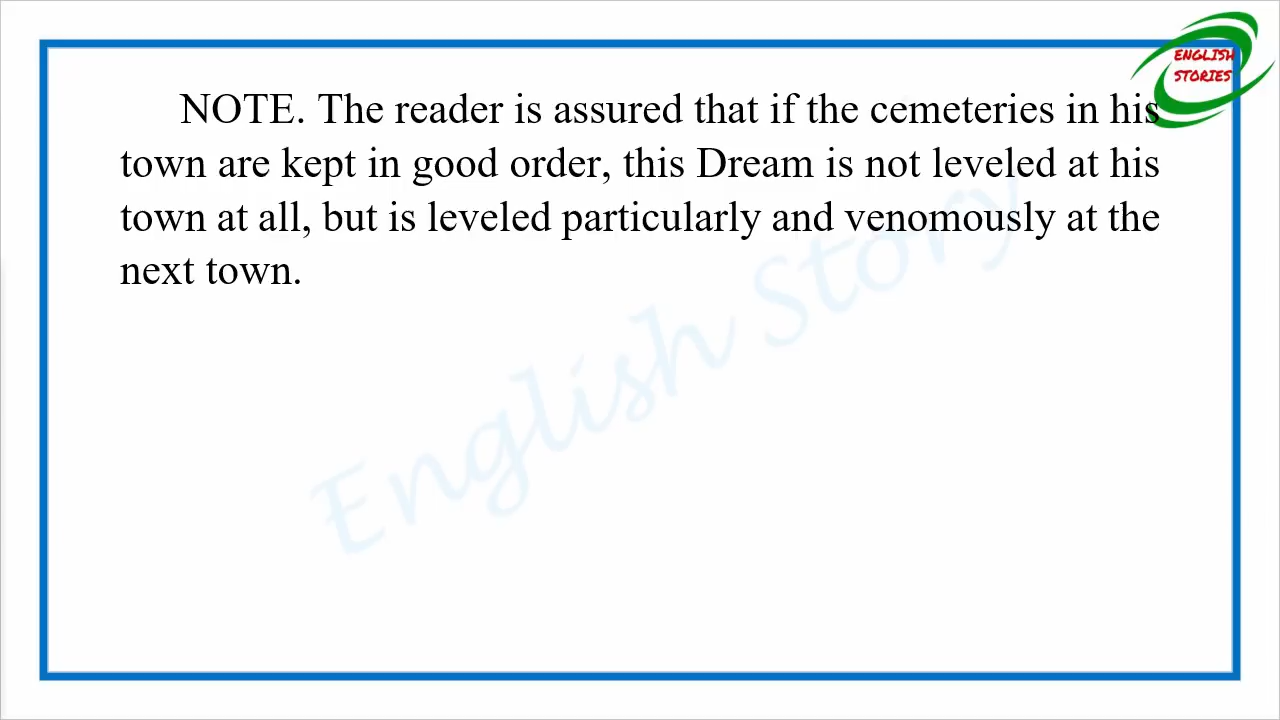 ENGLISH
STORIES
NOTE. The reader is assured that if the cemeteries in his
town are kept in good order, this Dream is not leveled at his
town at all, but is leveled particularly and venomously at the
next town.
English Story